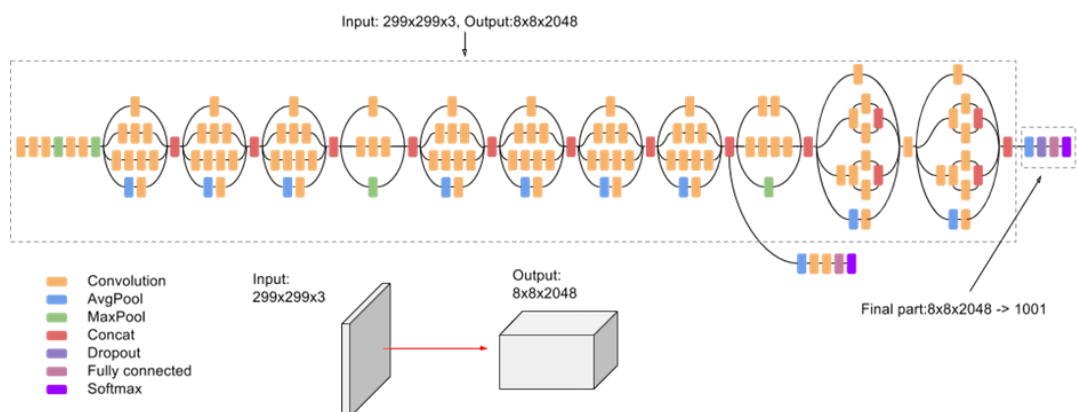 Input: 299x299x3, Output:8x8x2048
Convolution
AvgPool
MaxPool
Concat
Dropout
Fully connected
Softmax
Input:
299x299x3
Output:
8x8x2048
Final part:8x8x2048 -> 1001